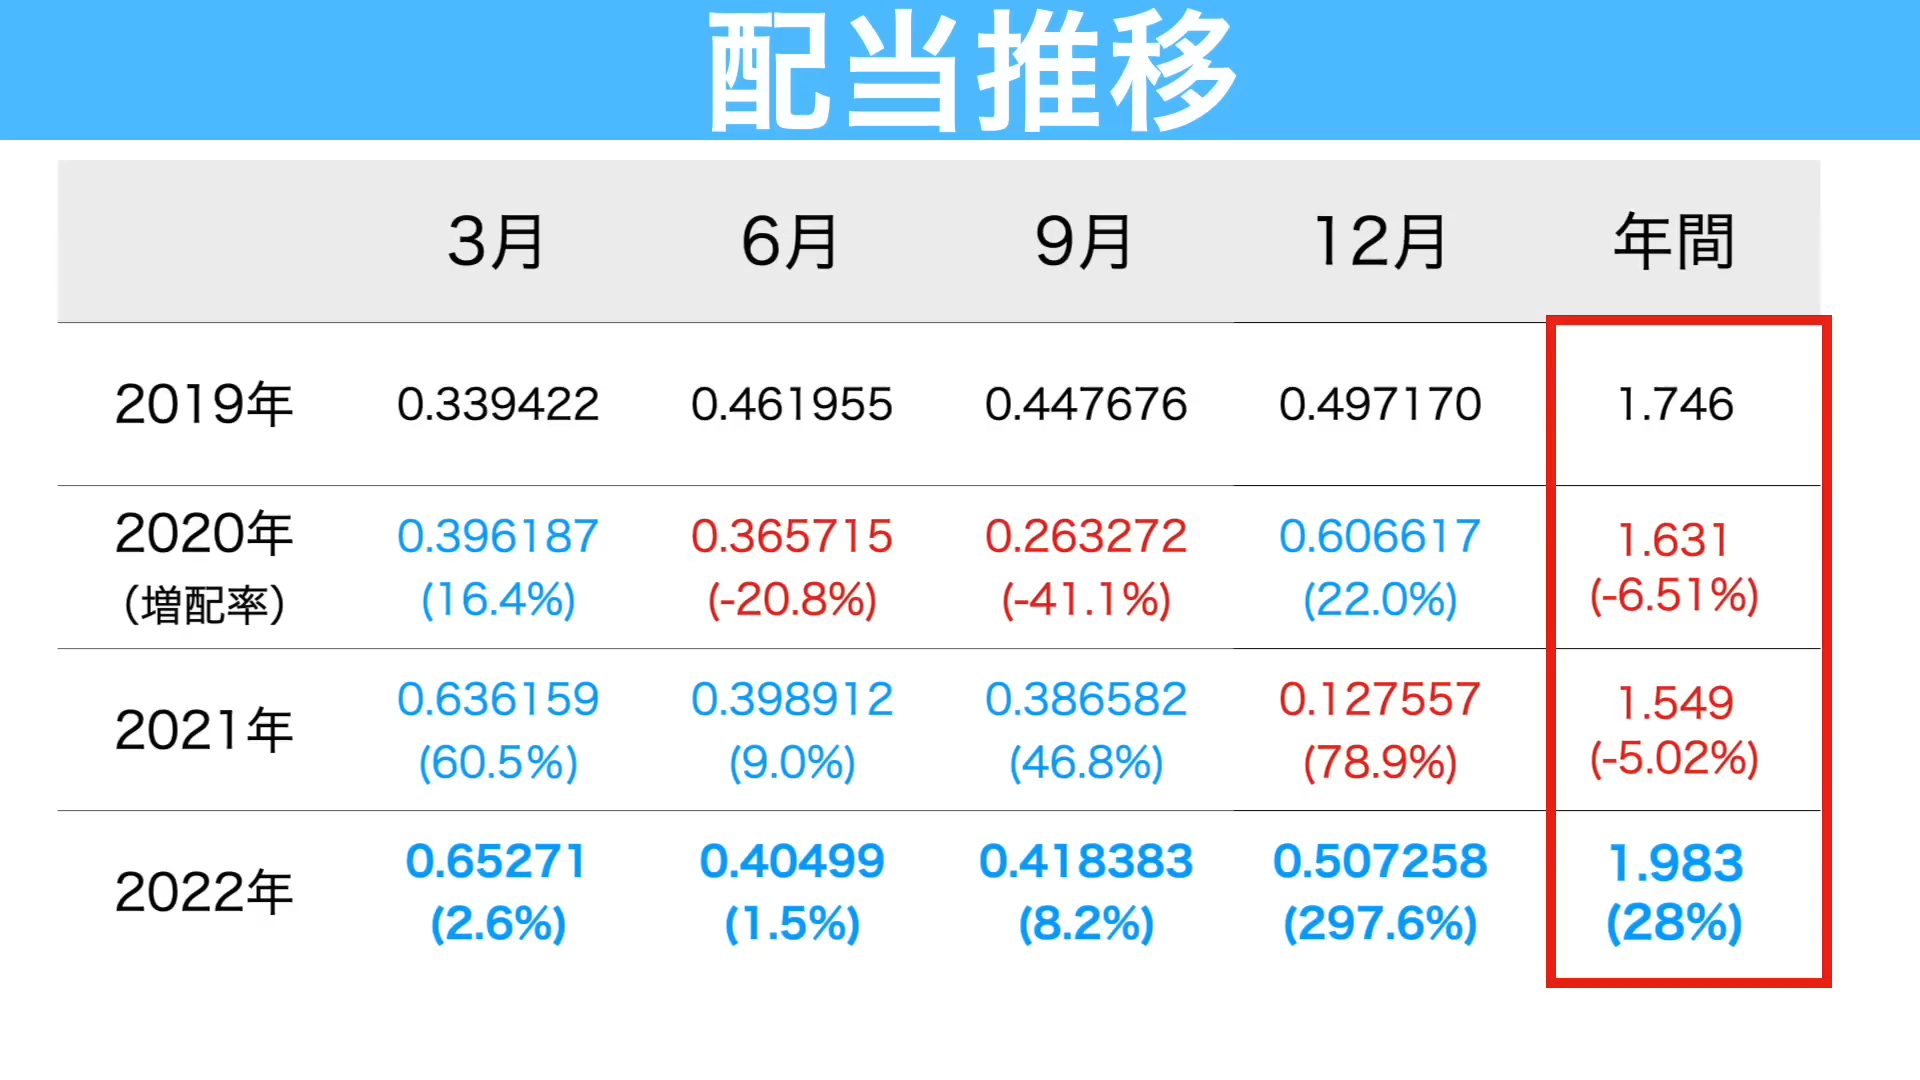 配当推移
3月 6月 9月 12月 年間
2019年 0.339422 0.461955 0.447676 0.497170 1.746
2020年 0.396187 0.365715 0.263272 0.606617 1.631
（増配率） (16.4%) (-20.8%) (-41.1%) (22.0%) (-6.51%)
2021年 0.636159 0.398912 0.386582 0.127557 1.549
(60.5%) (9.0%) (46.8%) (78.9%) (-5.02%)
2022年 0.65271 0.40499 0.418383 0.507258 1.983
(2.6%) (1.5%) (8.2%) (297.6%) (28%)